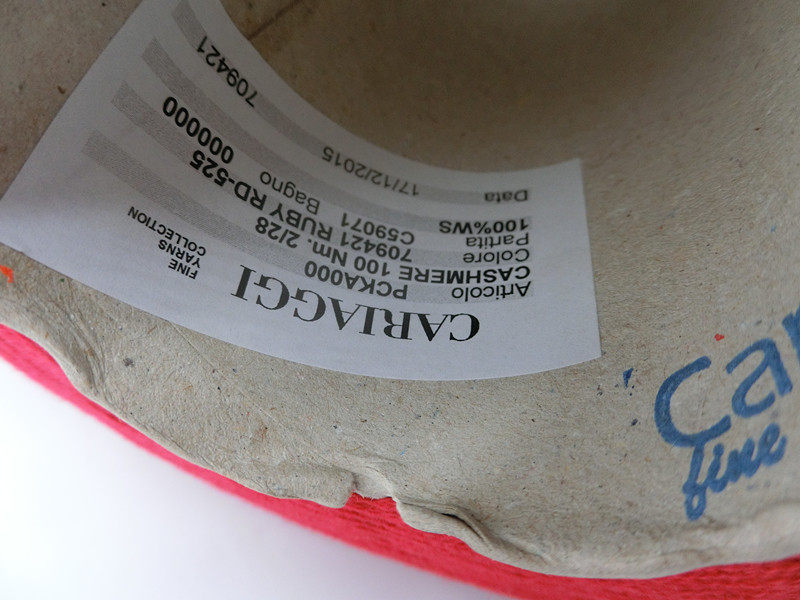 CARIAGGI
FINE
YARNS
COLLECTION
Articolo PCKA000
CASHMERE 100 Nm. 2/28
Colore 709421 RUBY RD-525
Partita C59071 Bagno 000000
100%WS
Data 17/12/2015 709421
Car
fine